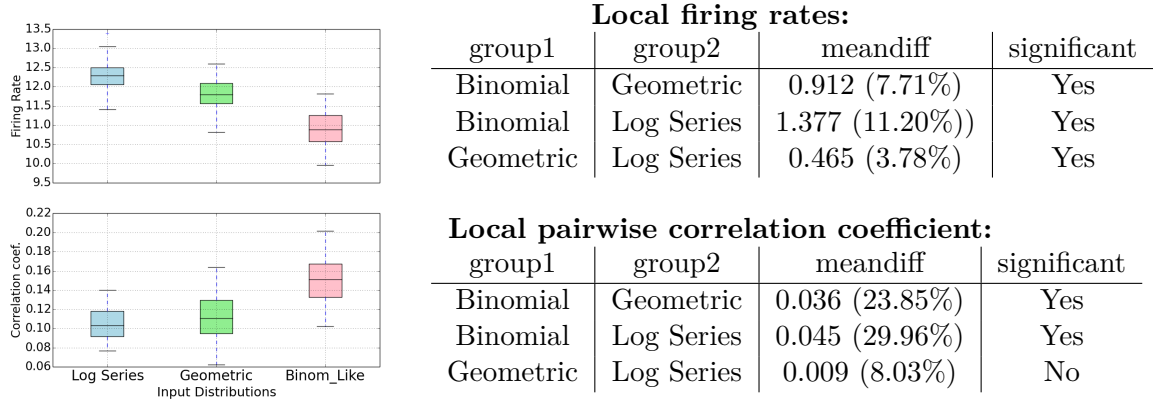 13.5
13.0
12.5
12.0
11.5
11.0
10.5
10.0
9.5
Firing Rate
0.22
0.20
0.18
0.16
0.14
0.12
0.10
0.08
0.06
Correlation coef.
Log Series Geometric Binom_Like
Input Distributions
Local firing rates:
group1 group2 meandiff significant
Binomial Geometric 0.912 (7.71%) Yes
Binomial Log Series 1.377 (11.20%)) Yes
Geometric Log Series 0.465 (3.78%) Yes
Local pairwise correlation coefficient:
group1 group2 meandiff significant
Binomial Geometric 0.036 (23.85%) Yes
Binomial Log Series 0.045 (29.96%) Yes
Geometric Log Series 0.009 (8.03%) No